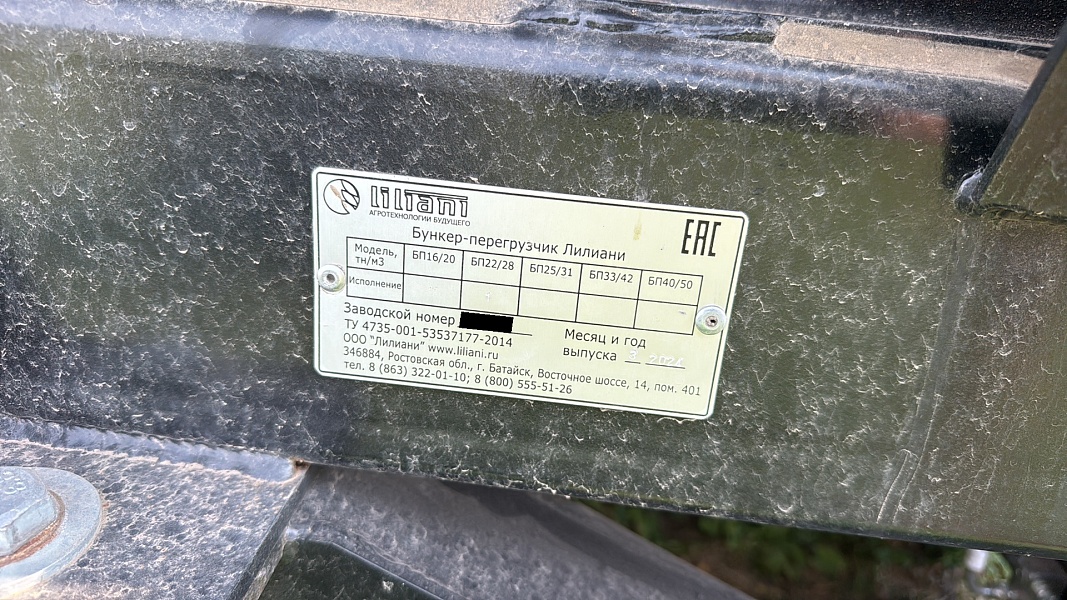 liliani
АГРОТЕХНОЛОГИИ БУДУЩЕГО
EAC
Бункер-перегрузчик Лилиани
Модель, тн/м3 БП16/20 БП22/28 БП25/31 БП33/42 БП40/50
Исполнение
Заводской номер
ТУ 4735-001-53537177-2014
Месяц и год
выпуска 3 2024
ООО "Лилиани" www.liliani.ru
346884, Ростовская обл., г. Батайск, Восточное шоссе, 14, пом. 401
тел. 8 (863) 322-01-10; 8 (800) 555-51-26